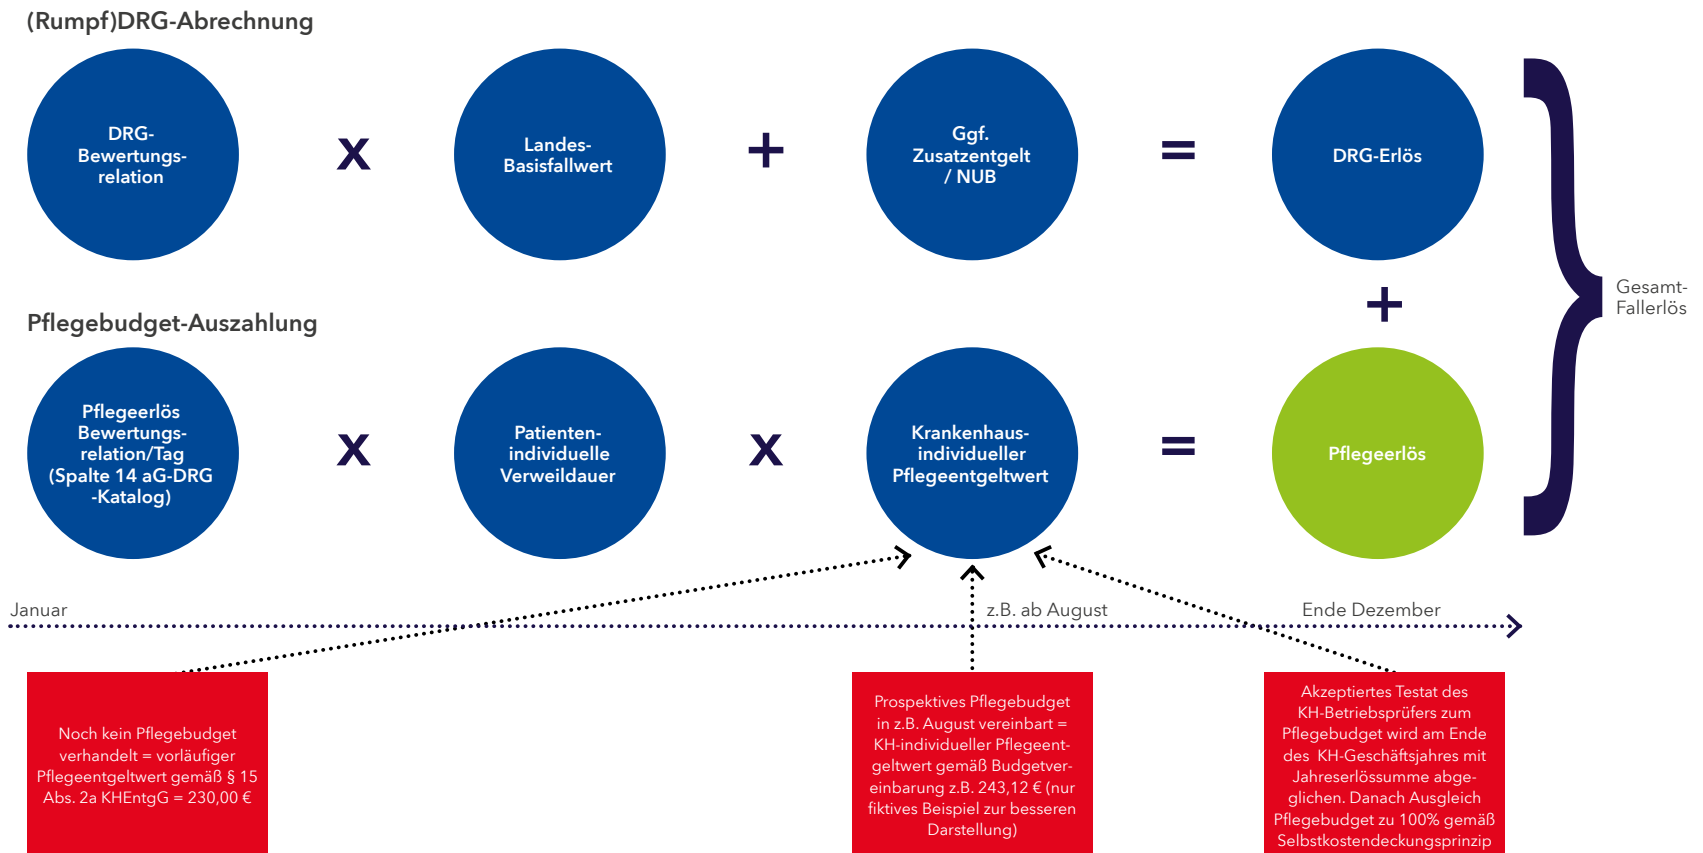 (Rumpf)DRG-Abrechnung
DRG-
Bewertungs-
relation
x
Landes-
Basisfallwert
+
Ggf.
Zusatzentgelt
/ NUB
=
DRG-Erlös
+
Gesamt-
Fallerlös
Pflegebudget-Auszahlung
Pflegeerlös
Bewertungs-
relation/Tag
(Spalte 14 aG-DRG
-Katalog)
x
Patienten-
individuelle
Verweildauer
x
Krankenhaus-
individueller
Pflegeentgeltwert
=
Pflegeerlös
Januar
z.B. ab August
Ende Dezember
Noch kein Pflegebudget
verhandelt = vorläufiger
Pflegeentgeltwert gemäß § 15
Abs. 2a KHEntgG = 230,00 €
Prospektives Pflegebudget
in z.B. August vereinbart =
KH-individueller Pflegeent-
geltwert gemäß Budgetver-
einbarung z.B. 243,12 € (nur
fiktives Beispiel zur besseren
Darstellung)
Akzeptiertes Testat des
KH-Betriebsprüfers zum
Pflegebudget wird am Ende
des KH-Geschäftsjahres mit
Jahreserlössumme abge-
glichen. Danach Ausgleich
Pflegebudget zu 100% gemäß
Selbstkostendeckungsprinzip